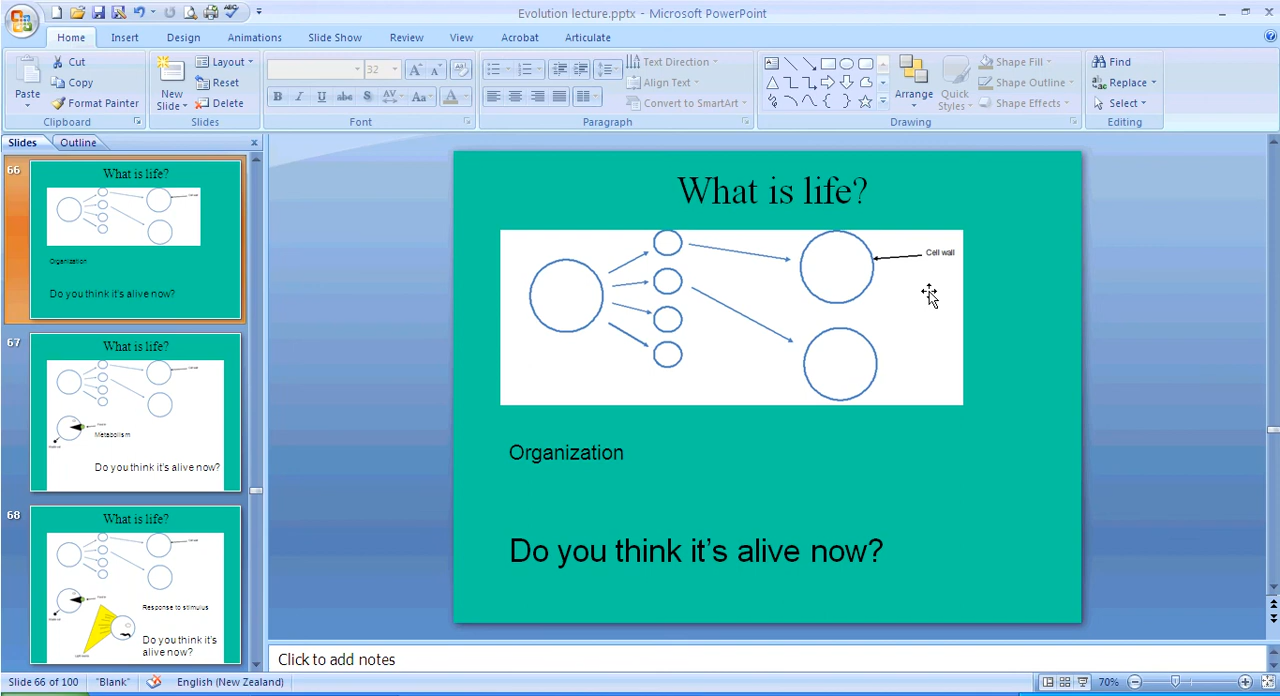 Evolution lecture.pptx - Microsoft PowerPoint
Home Insert Design Animations Slide Show Review View Acrobat Articulate
Paste
Cut
Copy
Format Painter
Clipboard
New Slide
Layout
Reset
Delete
Slides
32
B I U abc S AV Aa A
Font
Text Direction
Align Text
Convert to SmartArt
Paragraph
Arrange
Quick Styles
Shape Fill
Shape Outline
Shape Effects
Drawing
Find
Replace
Select
Editing
Slides Outline
66
What is life?
Organization
Do you think it's alive now?
67
What is life?
Metabolism
Do you think it's alive now?
68
What is life?
Response to stimulus
Do you think it's
alive now?
What is life?
Cell wall
Organization
Do you think it's alive now?
Click to add notes
Slide 66 of 100 "Blank" English (New Zealand) 70%